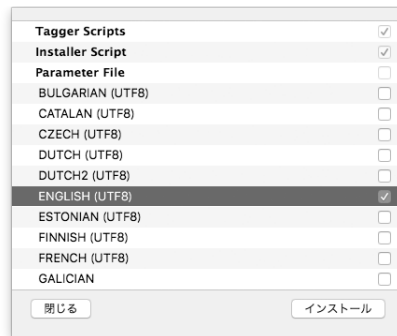 Tagger Scripts
Installer Script
Parameter File
BULGARIAN (UTF8)
CATALAN (UTF8)
CZECH (UTF8)
DUTCH (UTF8)
DUTCH2 (UTF8)
ENGLISH (UTF8)
ESTONIAN (UTF8)
FINNISH (UTF8)
FRENCH (UTF8)
GALICIAN
閉じる インストール